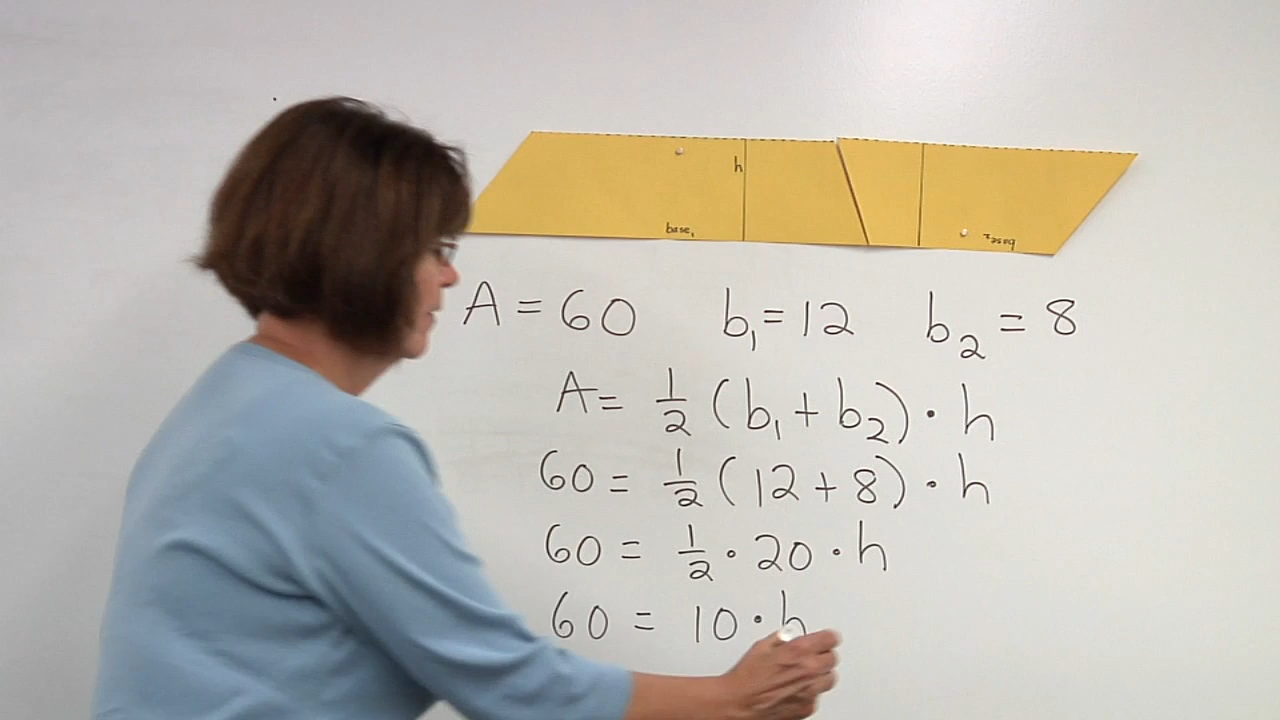 h
base₁
base₂
A = 60 b₁ = 12 b₂ = 8
A = ½ (b₁ + b₂) · h
60 = ½ (12 + 8) · h
60 = ½ · 20 · h
60 = 10 · h